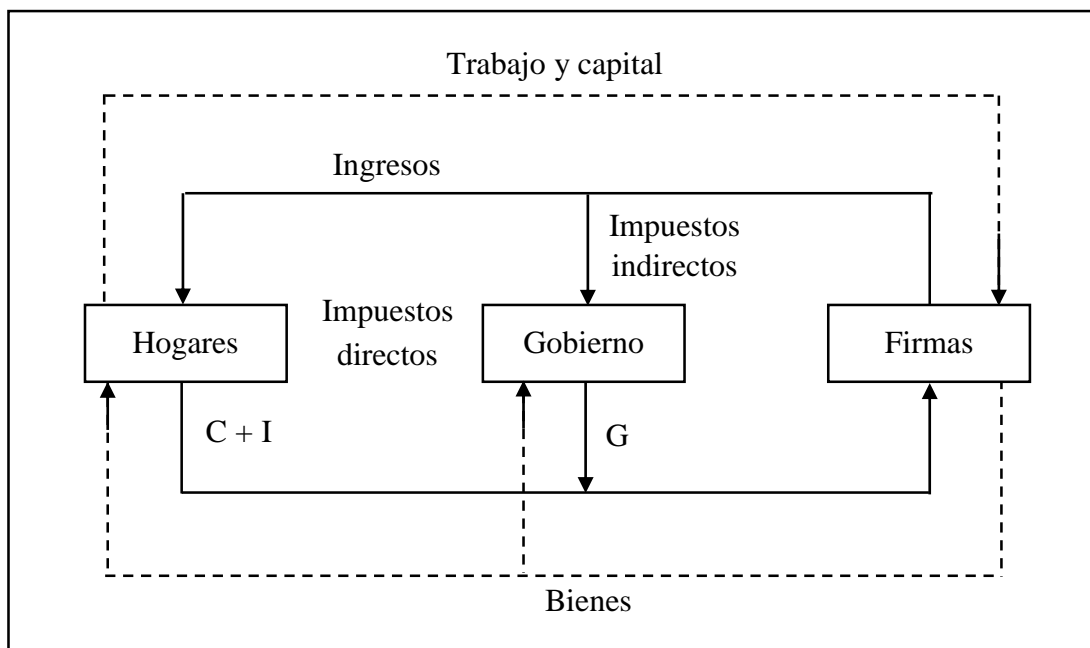 Trabajo y capital
Ingresos
Impuestos
indirectos
Impuestos
directos
Hogares
Gobierno
Firmas
C + I
G
Bienes